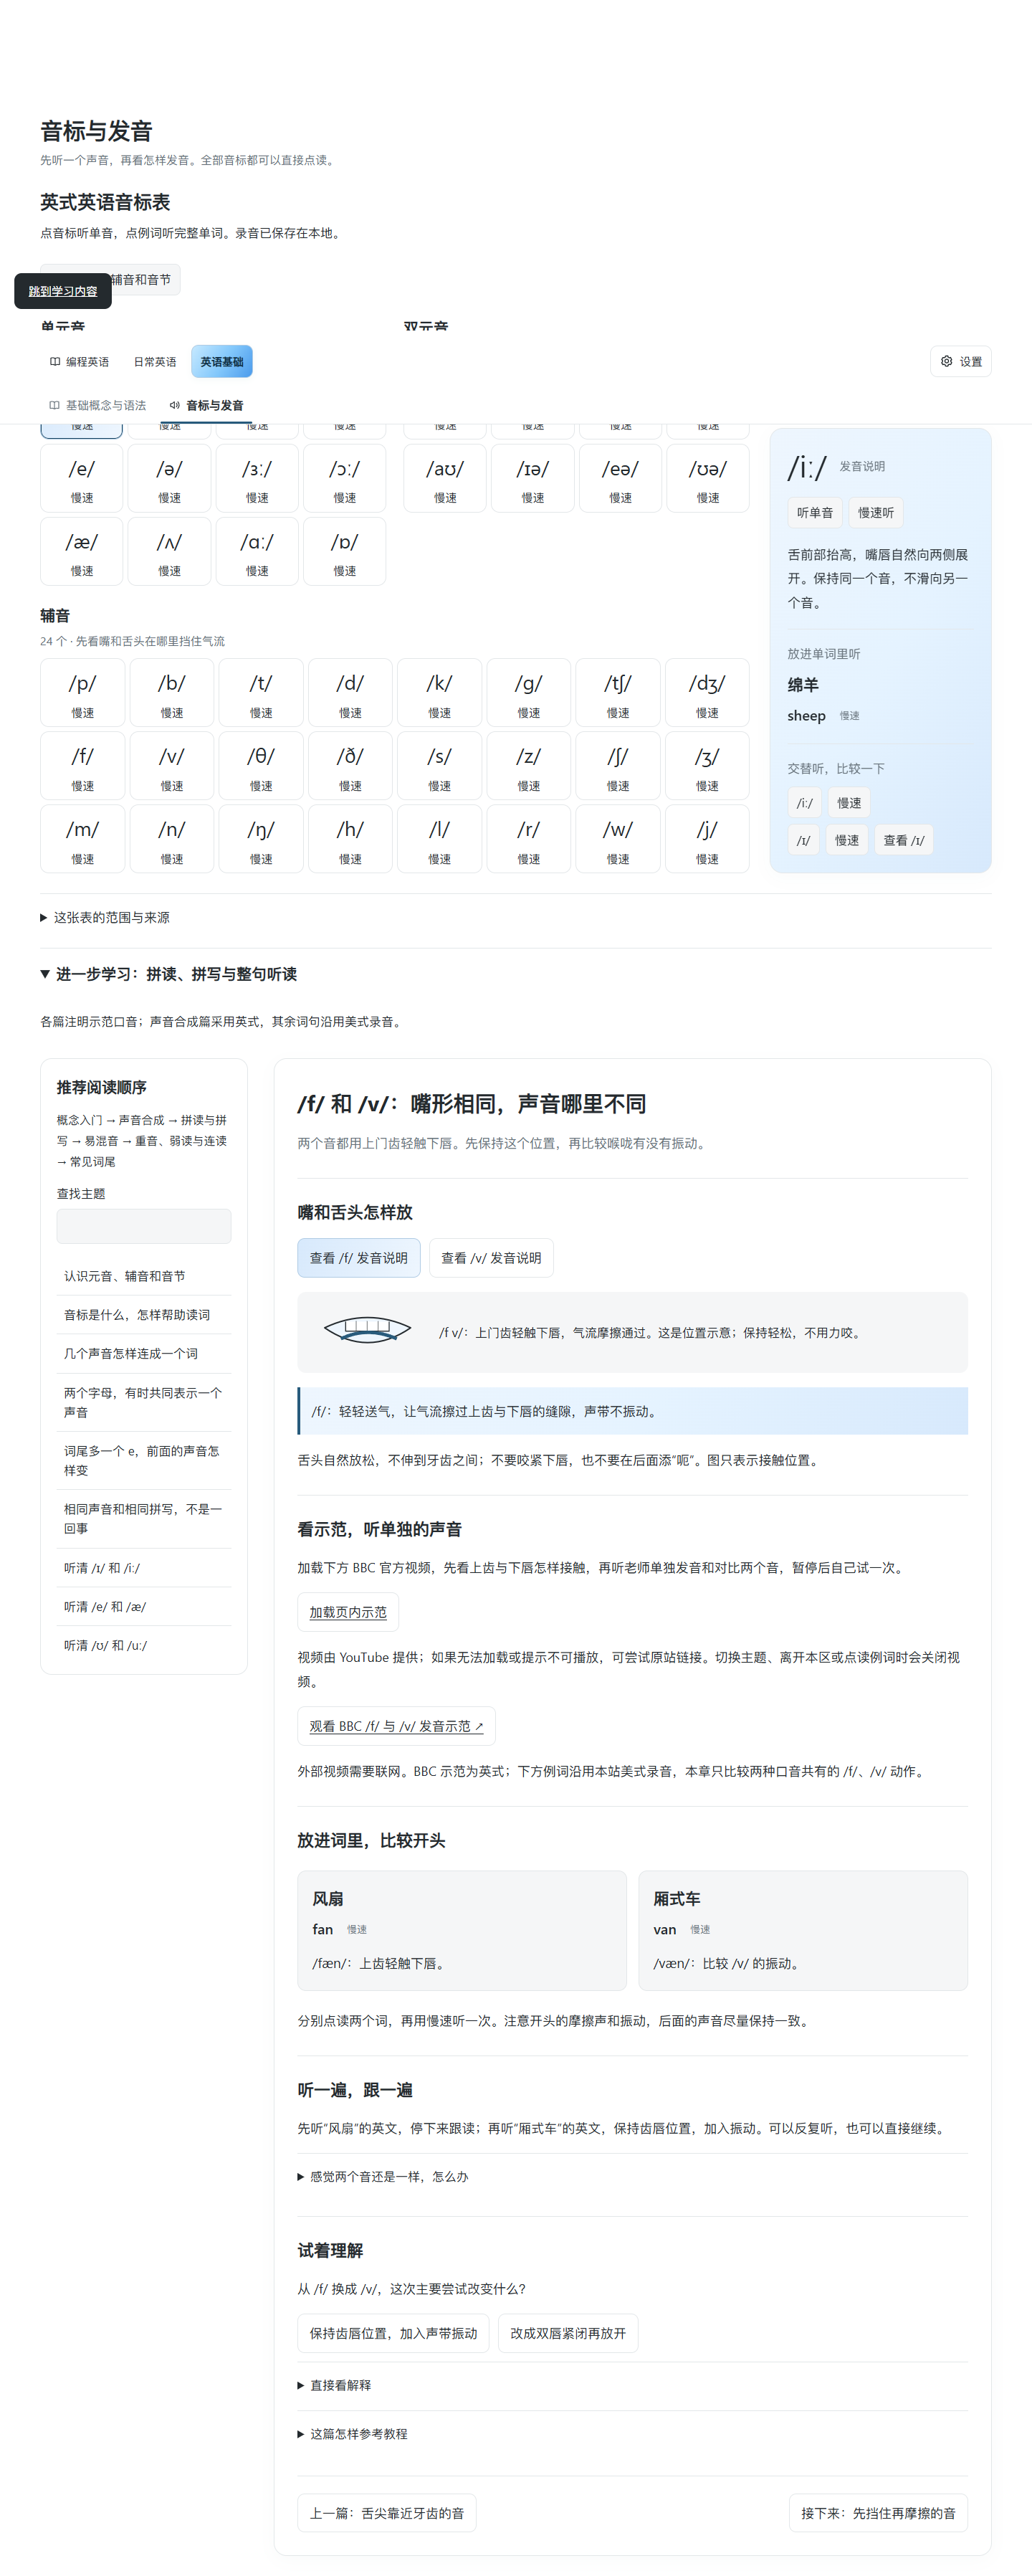 音标与发音
先听一个声音，再看怎样发音。全部音标都可以直接点读。
英式英语音标表
点音标听单音，点例词听完整单词。录音已保存在本地。
辅音和音节
跳到学习内容
单元音
双元音
编程英语
日常英语
英语基础
设置
基础概念与语法
音标与发音
慢速 慢速 慢速 慢速 慢速 慢速 慢速 慢速
/e/ /ə/ /ɜː/ /ɔː/ /aʊ/ /ɪə/ /eə/ /ʊə/
慢速 慢速 慢速 慢速 慢速 慢速 慢速 慢速
/æ/ /ʌ/ /ɑː/ /ɒ/
慢速 慢速 慢速 慢速
辅音
24 个 · 先看嘴和舌头在哪里挡住气流
/p/ /b/ /t/ /d/ /k/ /g/ /tʃ/ /dʒ/
慢速 慢速 慢速 慢速 慢速 慢速 慢速 慢速
/f/ /v/ /θ/ /ð/ /s/ /z/ /ʃ/ /ʒ/
慢速 慢速 慢速 慢速 慢速 慢速 慢速 慢速
/m/ /n/ /ŋ/ /h/ /l/ /r/ /w/ /j/
慢速 慢速 慢速 慢速 慢速 慢速 慢速 慢速
/iː/ 发音说明
听单音 慢速听
舌前部抬高，嘴唇自然向两侧展
开。保持同一个音，不滑向另一
个音。
放进单词里听
绵羊
sheep 慢速
交替听，比较一下
/iː/ 慢速
/ɪ/ 慢速 查看 /ɪ/
这张表的范围与来源
进一步学习：拼读、拼写与整句听读
各篇注明示范口音；声音合成篇采用英式，其余词句沿用美式录音。
推荐阅读顺序
概念入门 → 声音合成 → 拼读与拼
写 → 易混音 → 重音、弱读与连读
→ 常见词尾
查找主题
认识元音、辅音和音节
音标是什么，怎样帮助读词
几个声音怎样连成一个词
两个字母，有时共同表示一个
声音
词尾多一个 e，前面的声音怎
样变
相同声音和相同拼写，不是一
回事
听清 /ɪ/ 和 /iː/
听清 /e/ 和 /æ/
听清 /ʊ/ 和 /uː/
/f/ 和 /v/：嘴形相同，声音哪里不同
两个音都用上门齿轻触下唇。先保持这个位置，再比较喉咙有没有振动。
嘴和舌头怎样放
查看 /f/ 发音说明 查看 /v/ 发音说明
/f v/：上门齿轻触下唇，气流摩擦通过。这是位置示意；保持轻松，不用力咬。
/f/：轻轻送气，让气流擦过上齿与下唇的缝隙，声带不振动。
舌头自然放松，不伸到牙齿之间；不要咬紧下唇，也不要在后面添“呃”。图只表示接触位置。
看示范，听单独的声音
加载下方 BBC 官方视频，先看上齿与下唇怎样接触，再听老师单独发音和对比两个音，暂停后自己试一次。
加载页内示范
视频由 YouTube 提供；如果无法加载或提示不可播放，可尝试原站链接。切换主题、离开本区或点读例词时会关闭视
频。
观看 BBC /f/ 与 /v/ 发音示范 ↗
外部视频需要联网。BBC 示范为英式；下方例词沿用本站美式录音，本章只比较两种口音共有的 /f/、/v/ 动作。
放进词里，比较开头
风扇
fan 慢速
/fæn/：上齿轻触下唇。
厢式车
van 慢速
/væn/：比较 /v/ 的振动。
分别点读两个词，再用慢速听一次。注意开头的摩擦声和振动，后面的声音尽量保持一致。
听一遍，跟一遍
先听“风扇”的英文，停下来跟读；再听“厢式车”的英文，保持齿唇位置，加入振动。可以反复听，也可以直接继续。
感觉两个音还是一样，怎么办
试着理解
从 /f/ 换成 /v/，这次主要尝试改变什么？
保持齿唇位置，加入声带振动 改成双唇紧闭再放开
直接看解释
这篇怎样参考教程
上一篇：舌尖靠近牙齿的音 接下来：先挡住再摩擦的音